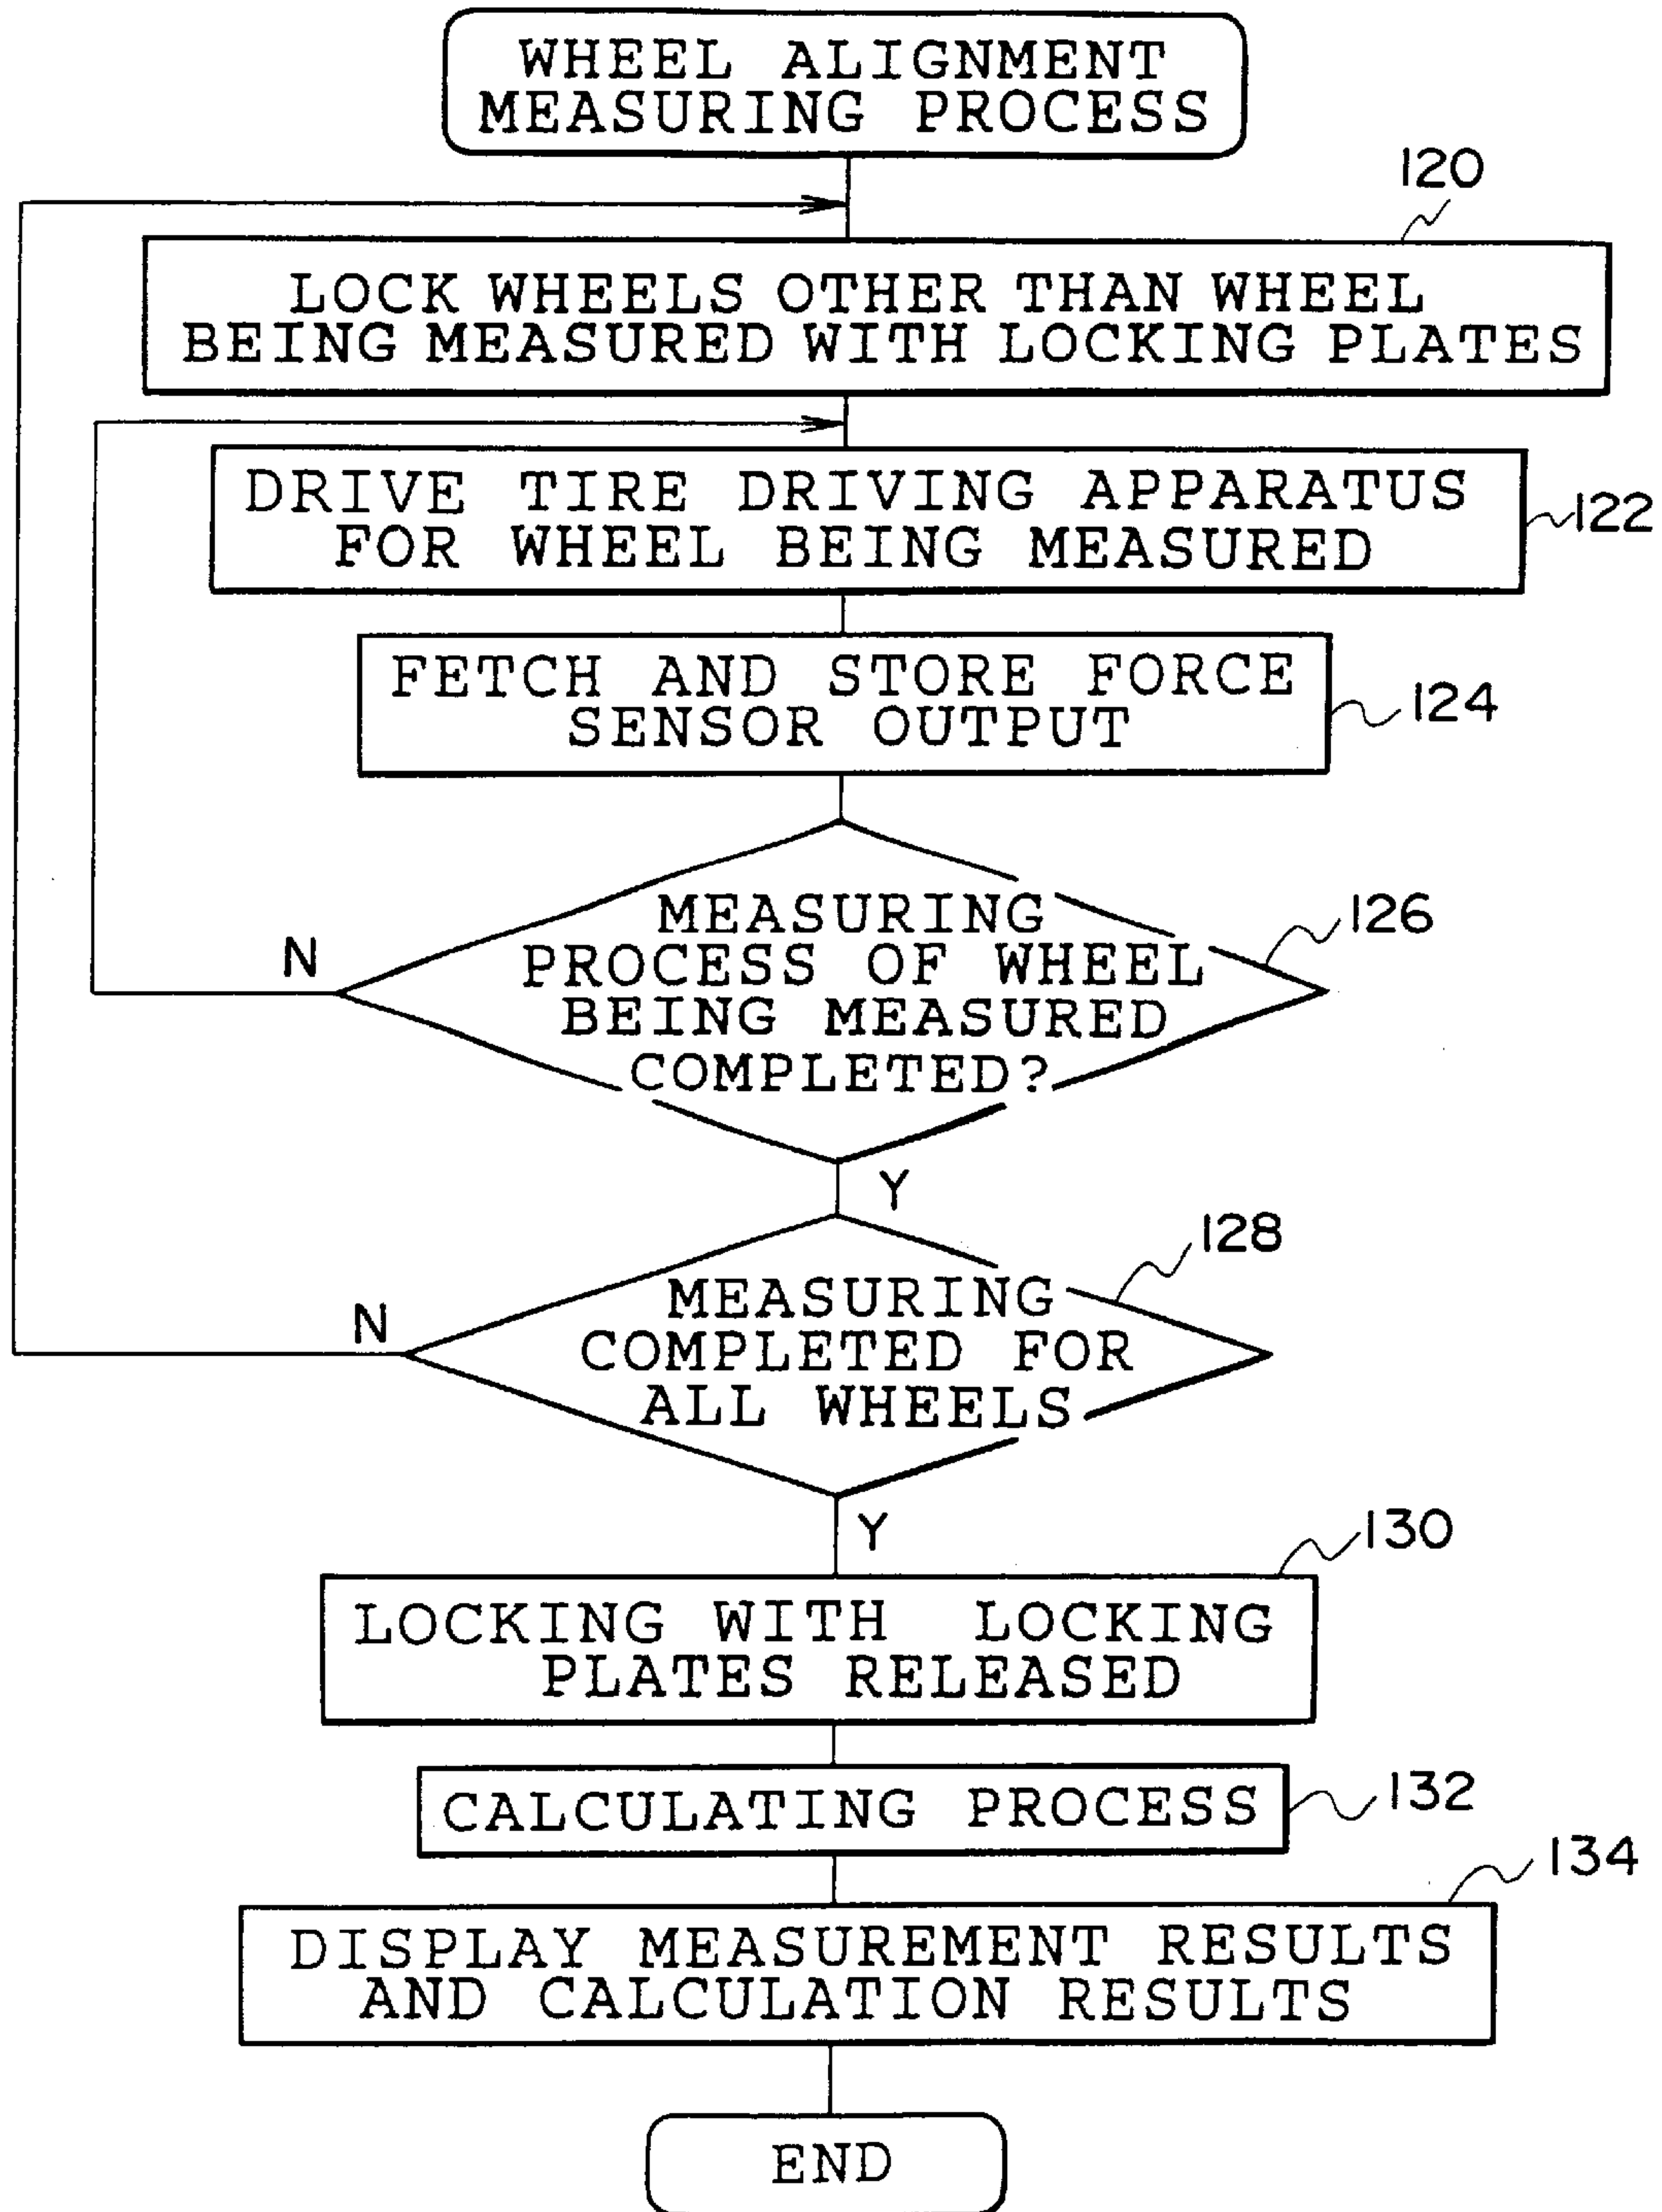 WHEEL ALIGNMENT
MEASURING PROCESS
120
LOCK WHEELS OTHER THAN WHEEL
BEING MEASURED WITH LOCKING PLATES
DRIVE TIRE DRIVING APPARATUS
FOR WHEEL BEING MEASURED
122
FETCH AND STORE FORCE
SENSOR OUTPUT
124
MEASURING
PROCESS OF WHEEL
BEING MEASURED
COMPLETED?
126
N
Y
128
MEASURING
COMPLETED FOR
ALL WHEELS
N
Y
130
LOCKING WITH LOCKING
PLATES RELEASED
CALCULATING PROCESS
132
134
DISPLAY MEASUREMENT RESULTS
AND CALCULATION RESULTS
END